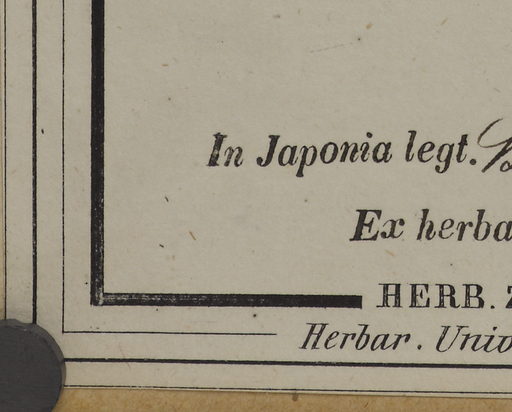 In Japonia legt.
Ex herba
HERB. Z
Herbar. Univ